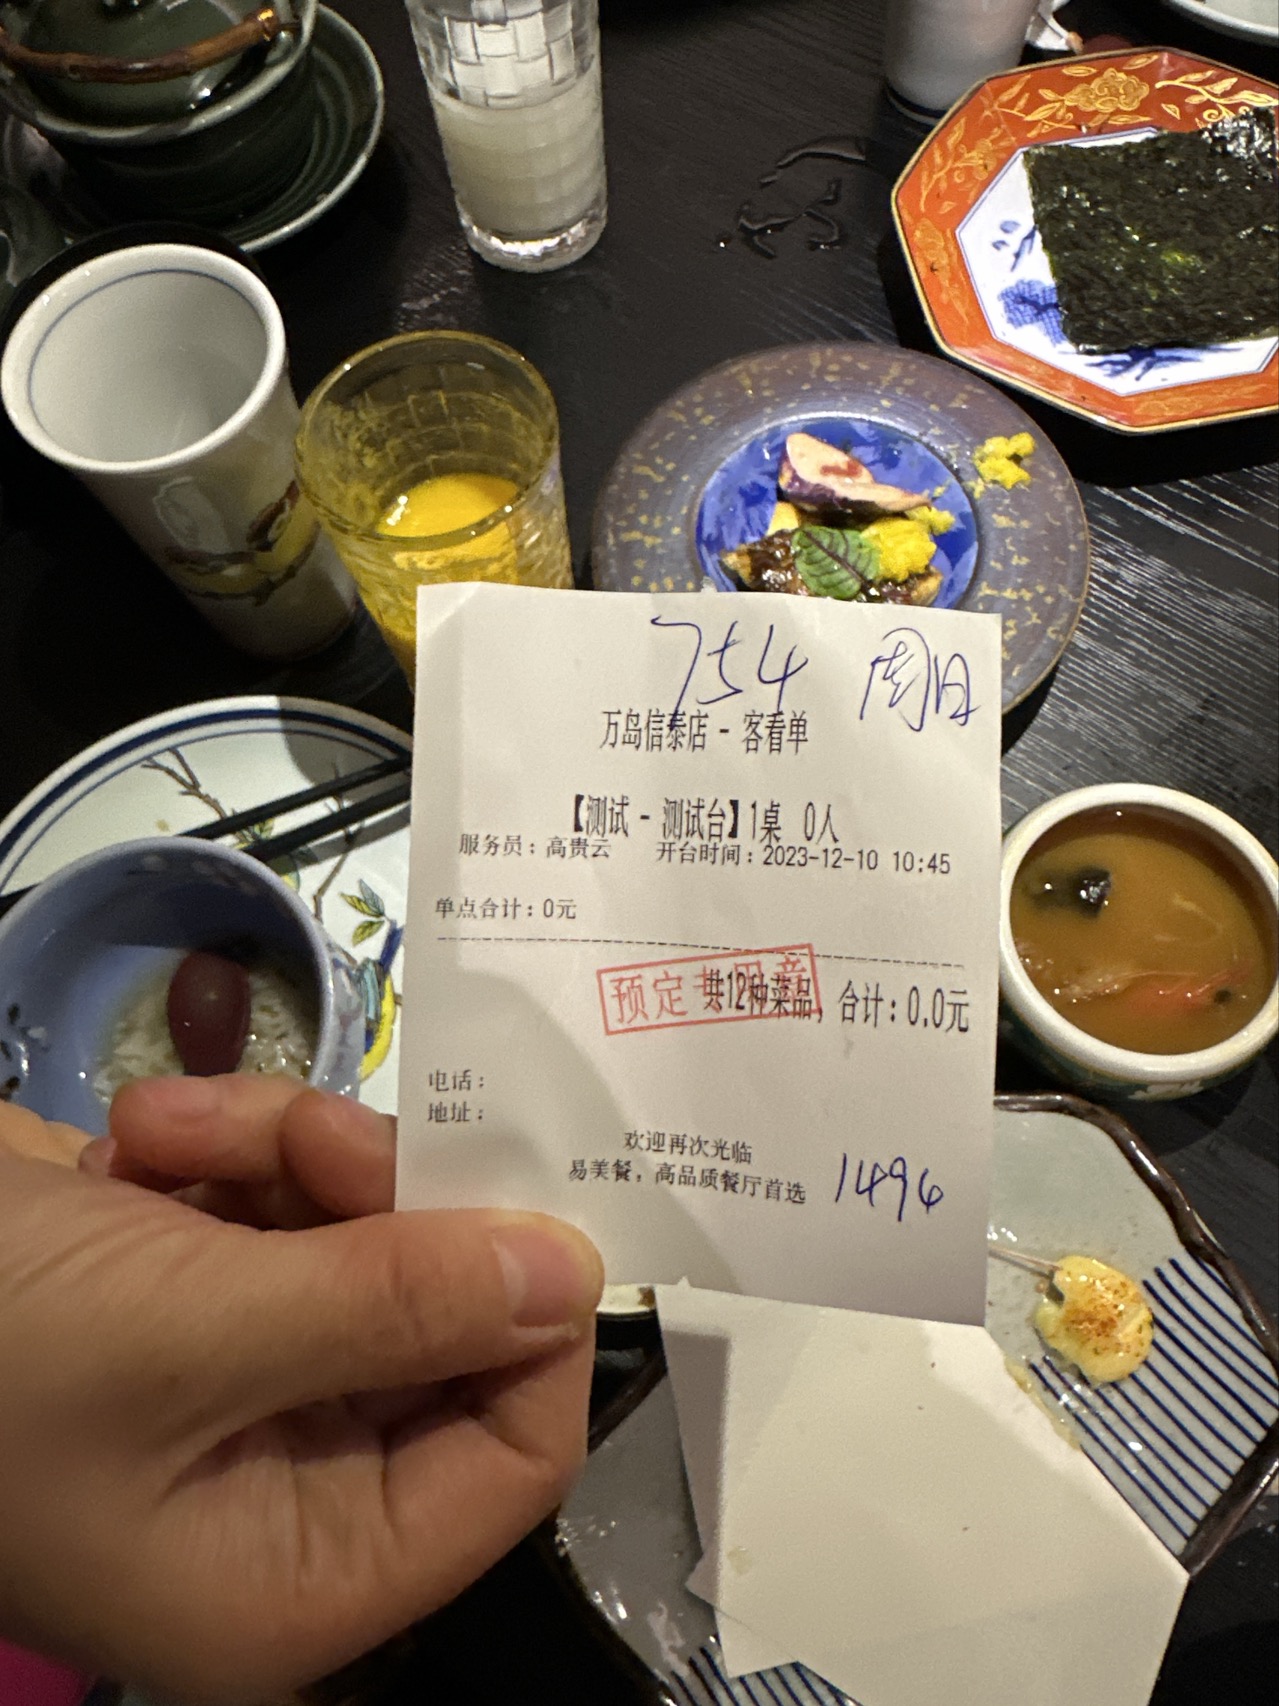 754 周日
万岛信泰店 - 客看单
【测试 - 测试台】1桌 0人
服务员：高贵云 开台时间：2023-12-10 10:45
单点合计：0元
预定 章
共12种菜品，合计：0.0元
电话：
地址：
欢迎再次光临
易美餐，高品质餐厅首选
1496